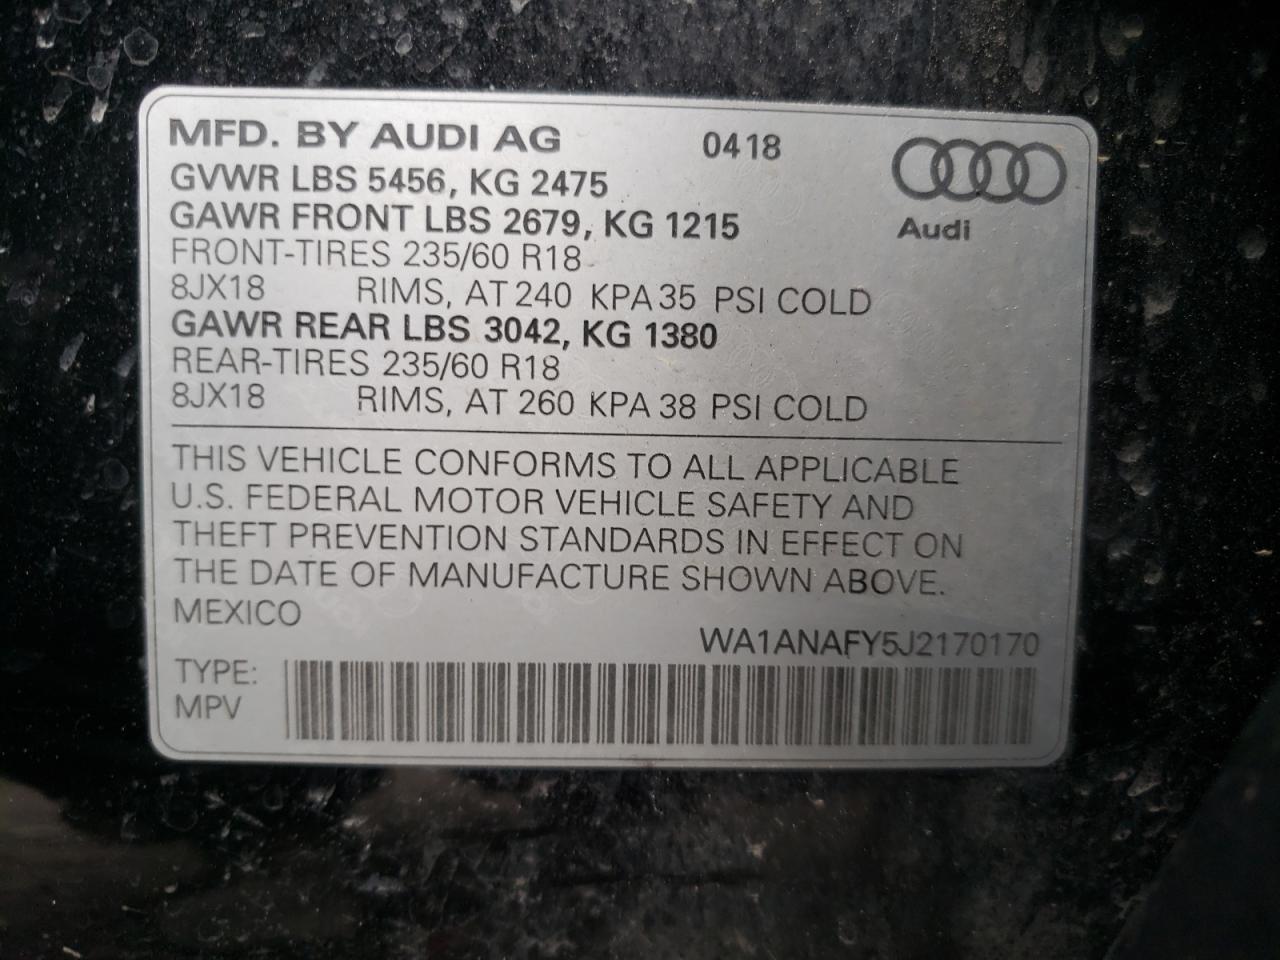 MFD. BY AUDI AG 0418
GVWR LBS 5456, KG 2475
GAWR FRONT LBS 2679, KG 1215
Audi
FRONT-TIRES 235/60 R18
8JX18 RIMS, AT 240 KPA 35 PSI COLD
GAWR REAR LBS 3042, KG 1380
REAR-TIRES 235/60 R18
8JX18 RIMS, AT 260 KPA 38 PSI COLD
THIS VEHICLE CONFORMS TO ALL APPLICABLE
U.S. FEDERAL MOTOR VEHICLE SAFETY AND
THEFT PREVENTION STANDARDS IN EFFECT ON
THE DATE OF MANUFACTURE SHOWN ABOVE.
MEXICO
WA1ANAFY5J2170170
TYPE:
MPV